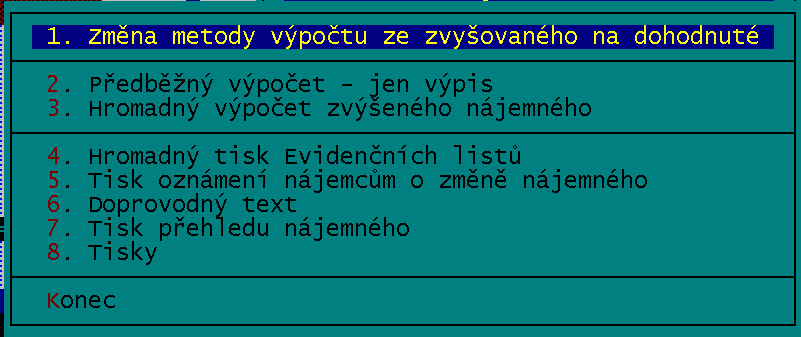 1. Změna metody výpočtu ze zvyšovaného na dohodnuté
2. Předběžný výpočet – jen výpis
3. Hromadný výpočet zvýšeného nájemného
4. Hromadný tisk Evidenčních listů
5. Tisk oznámení nájemcům o změně nájemného
6. Doprovodný text
7. Tisk přehledu nájemného
8. Tisky
Konec